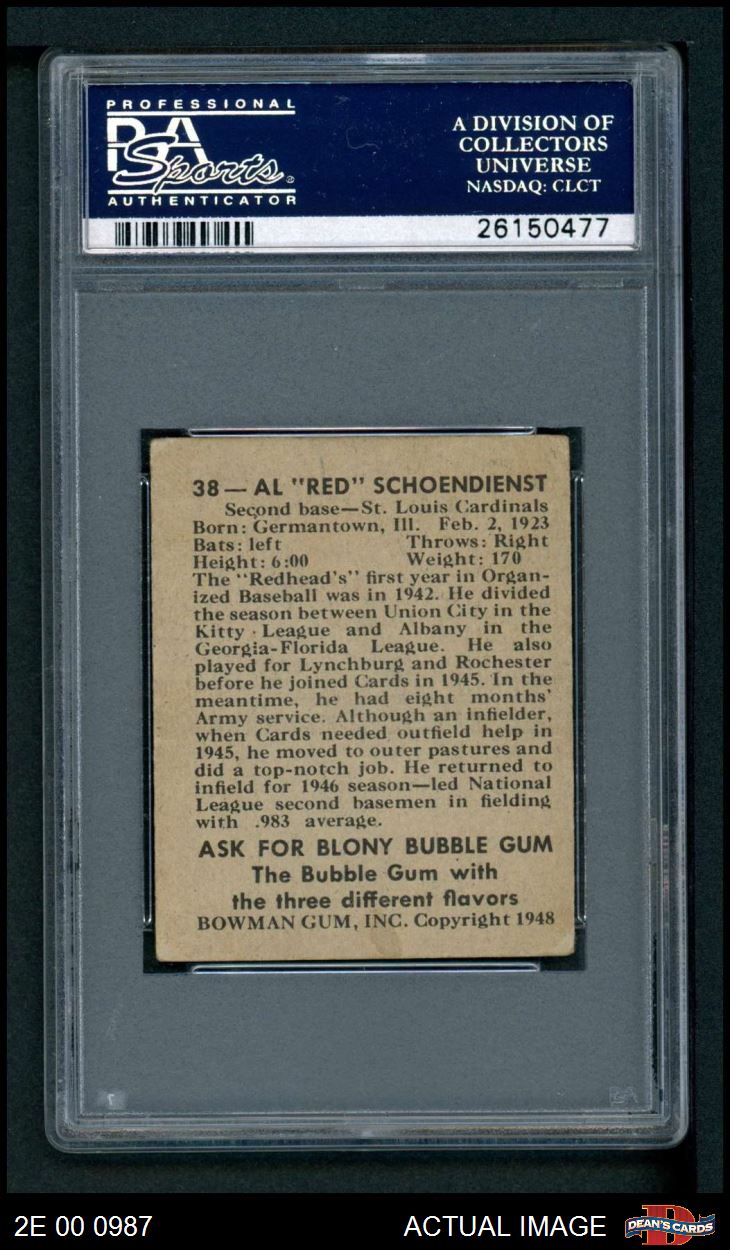 PROFESSIONAL
PSA
Sports
AUTHENTICATOR
A DIVISION OF
COLLECTORS
UNIVERSE
NASDAQ: CLCT
26150477
38 — AL "RED" SCHOENDIENST
Second base—St. Louis Cardinals
Born: Germantown, Ill. Feb. 2, 1923
Bats: left Throws: Right
Height: 6:00 Weight: 170
The "Redhead's" first year in Organ-
ized Baseball was in 1942. He divided
the season between Union City in the
Kitty League and Albany in the
Georgia-Florida League. He also
played for Lynchburg and Rochester
before he joined Cards in 1945. In the
meantime, he had eight months'
Army service. Although an infielder,
when Cards needed outfield help in
1945, he moved to outer pastures and
did a top-notch job. He returned to
infield for 1946 season—led National
League second basemen in fielding
with .983 average.
ASK FOR BLONY BUBBLE GUM
The Bubble Gum with
the three different flavors
BOWMAN GUM, INC. Copyright 1948
2E 00 0987
ACTUAL IMAGE
DEAN'S CARDS